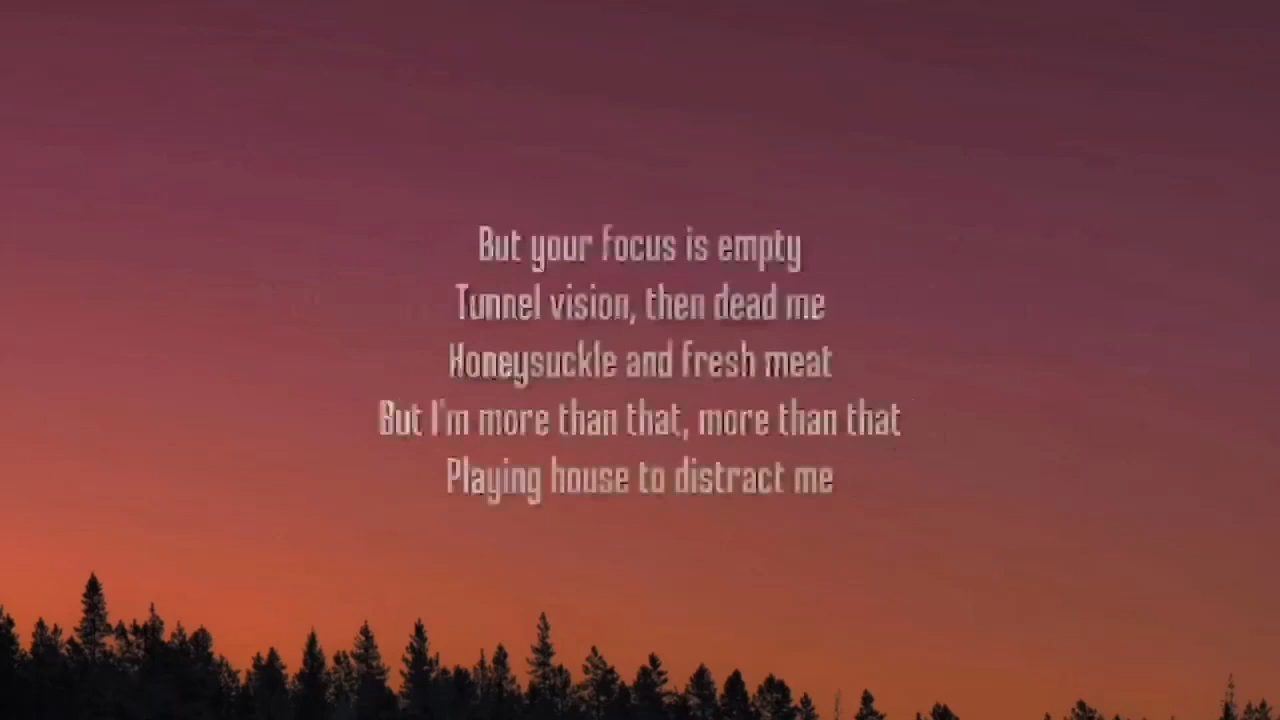 But your focus is empty
Tunnel vision, then dead me
Honeysuckle and fresh meat
But I'm more than that, more than that
Playing house to distract me